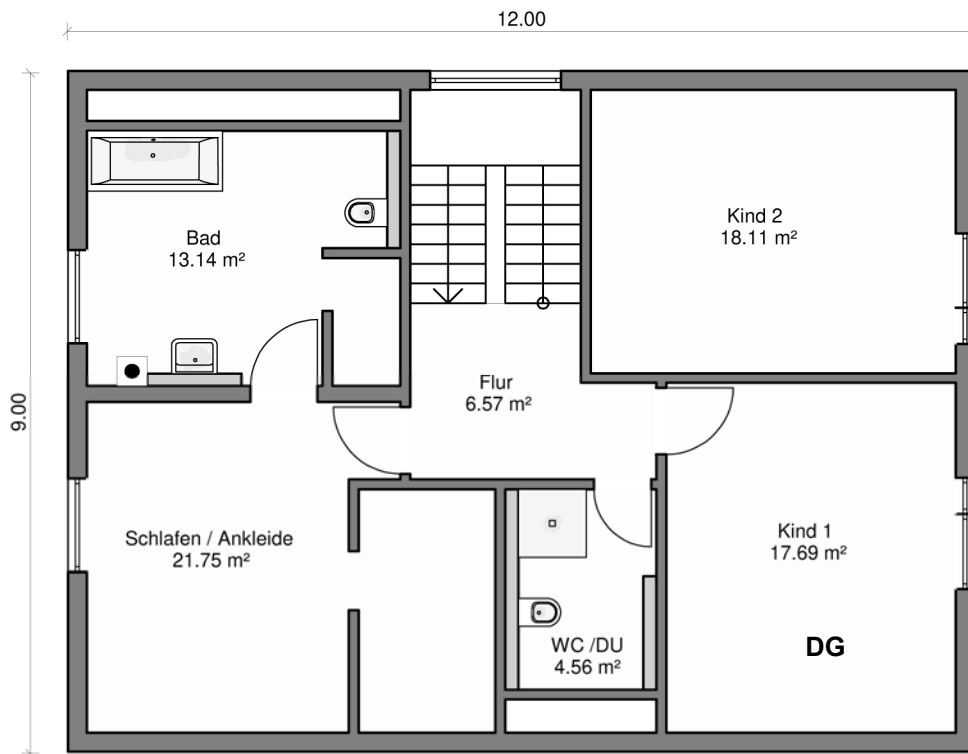 12.00
9.00
Bad
13.14 m²
Kind 2
18.11 m²
Flur
6.57 m²
Schlafen / Ankleide
21.75 m²
Kind 1
17.69 m²
WC /DU
4.56 m²
DG